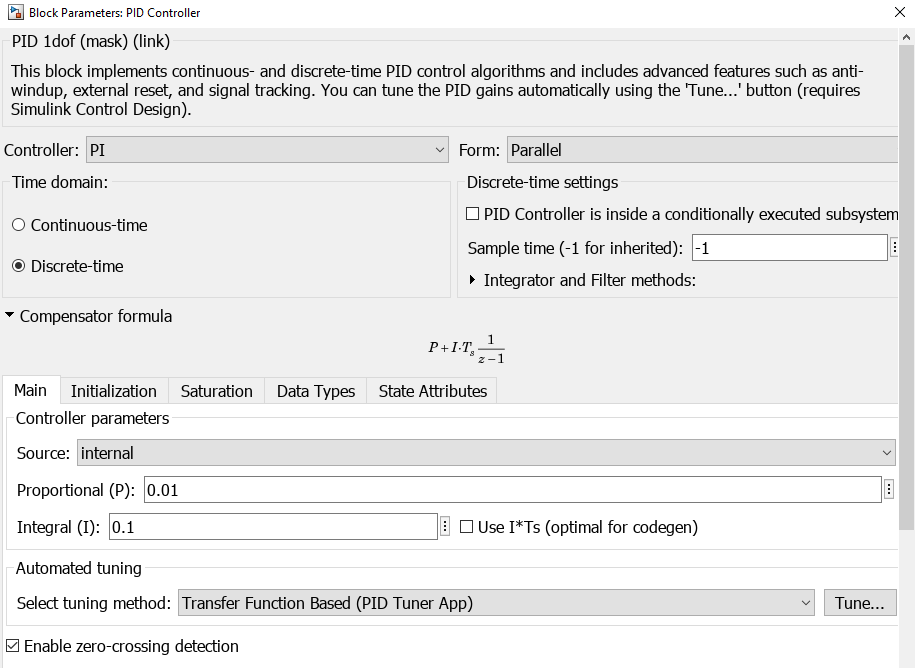 Block Parameters: PID Controller
PID 1dof (mask) (link)
This block implements continuous- and discrete-time PID control algorithms and includes advanced features such as anti-
windup, external reset, and signal tracking. You can tune the PID gains automatically using the 'Tune...' button (requires
Simulink Control Design).
Controller: PI Form: Parallel
Time domain:
Continuous-time
Discrete-time
Discrete-time settings
PID Controller is inside a conditionally executed subsystem
Sample time (-1 for inherited): -1
Integrator and Filter methods:
Compensator formula
P + I·Ts 1/(z − 1)
Main Initialization Saturation Data Types State Attributes
Controller parameters
Source: internal
Proportional (P): 0.01
Integral (I): 0.1 Use I*Ts (optimal for codegen)
Automated tuning
Select tuning method: Transfer Function Based (PID Tuner App) Tune...
Enable zero-crossing detection